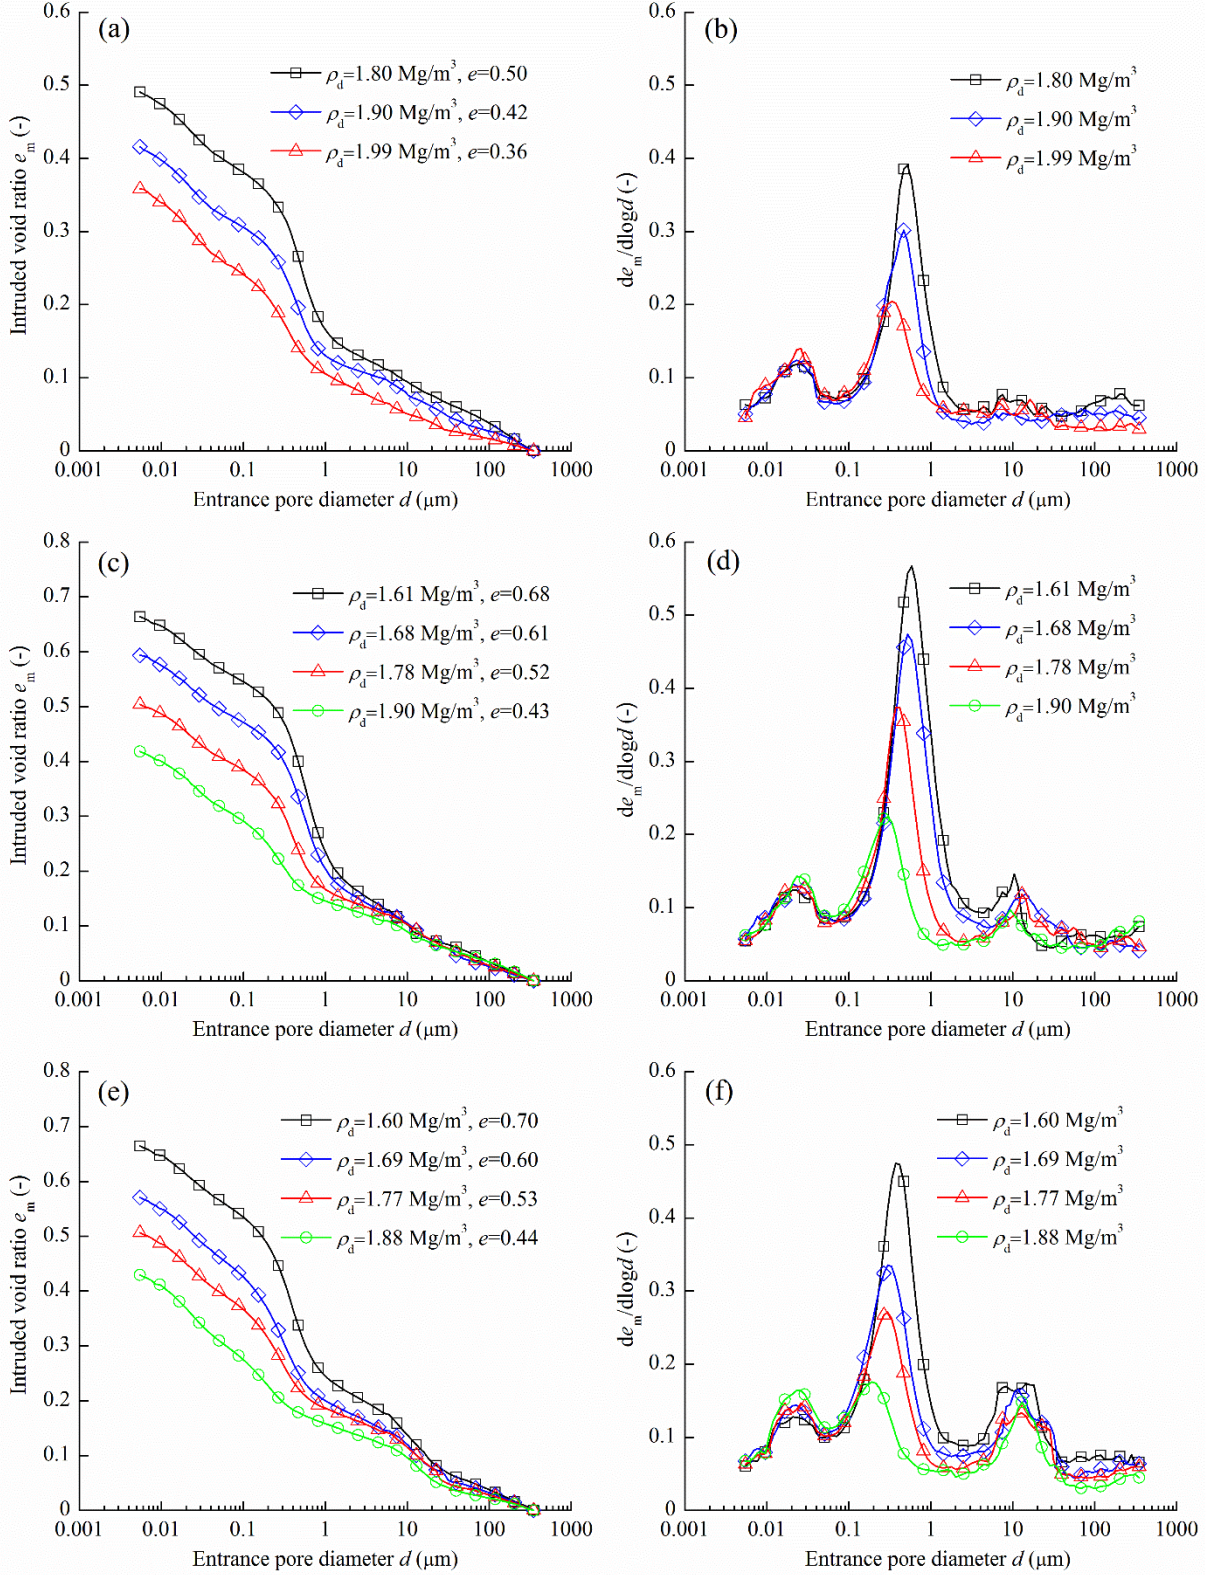 (a)
0.6
0.5
0.4
0.3
0.2
0.1
0
Intruded void ratio eₘ (-)
ρd=1.80 Mg/m³, e=0.50
ρd=1.90 Mg/m³, e=0.42
ρd=1.99 Mg/m³, e=0.36
0.001 0.01 0.1 1 10 100 1000
Entrance pore diameter d (μm)
(b)
0.6
0.5
0.4
0.3
0.2
0.1
0
deₘ/dlogd (-)
ρd=1.80 Mg/m³
ρd=1.90 Mg/m³
ρd=1.99 Mg/m³
0.001 0.01 0.1 1 10 100 1000
Entrance pore diameter d (μm)
(c)
0.8
0.7
0.6
0.5
0.4
0.3
0.2
0.1
0
Intruded void ratio eₘ (-)
ρd=1.61 Mg/m³, e=0.68
ρd=1.68 Mg/m³, e=0.61
ρd=1.78 Mg/m³, e=0.52
ρd=1.90 Mg/m³, e=0.43
0.001 0.01 0.1 1 10 100 1000
Entrance pore diameter d (μm)
(d)
0.6
0.5
0.4
0.3
0.2
0.1
0
deₘ/dlogd (-)
ρd=1.61 Mg/m³
ρd=1.68 Mg/m³
ρd=1.78 Mg/m³
ρd=1.90 Mg/m³
0.001 0.01 0.1 1 10 100 1000
Entrance pore diameter d (μm)
(e)
0.8
0.7
0.6
0.5
0.4
0.3
0.2
0.1
0
Intruded void ratio eₘ (-)
ρd=1.60 Mg/m³, e=0.70
ρd=1.69 Mg/m³, e=0.60
ρd=1.77 Mg/m³, e=0.53
ρd=1.88 Mg/m³, e=0.44
0.001 0.01 0.1 1 10 100 1000
Entrance pore diameter d (μm)
(f)
0.6
0.5
0.4
0.3
0.2
0.1
0
deₘ/dlogd (-)
ρd=1.60 Mg/m³
ρd=1.69 Mg/m³
ρd=1.77 Mg/m³
ρd=1.88 Mg/m³
0.001 0.01 0.1 1 10 100 1000
Entrance pore diameter d (μm)